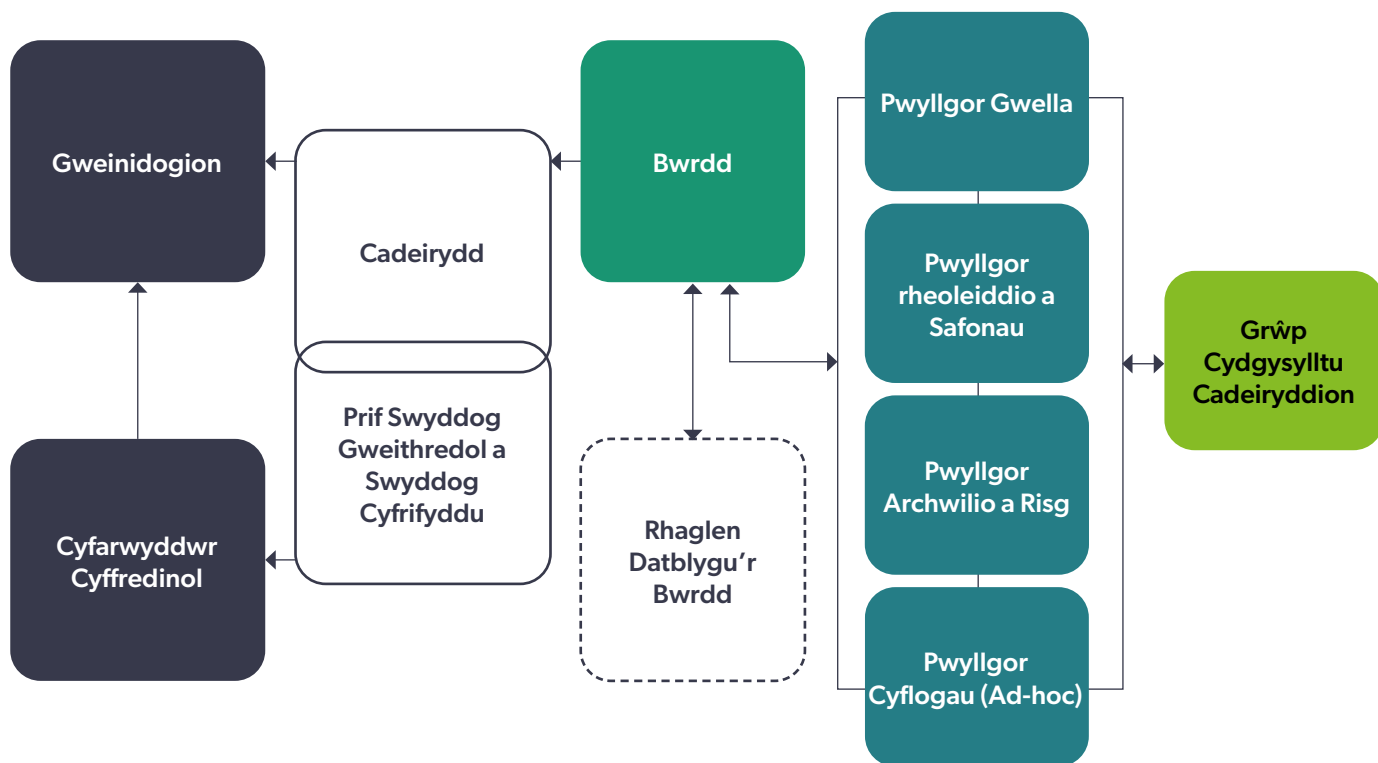 Gweinidogion
Cadeirydd
Bwrdd
Pwyllgor Gwella
Pwyllgor
rheoleiddio a
Safonau
Grŵp
Cydgysylltu
Cadeiryddion
Cyfarwyddwr
Cyffredinol
Prif Swyddog
Gweithredol a
Swyddog
Cyfrifyddu
Rhaglen
Datblygu’r
Bwrdd
Pwyllgor
Archwilio a Risg
Pwyllgor
Cyflogau (Ad-hoc)